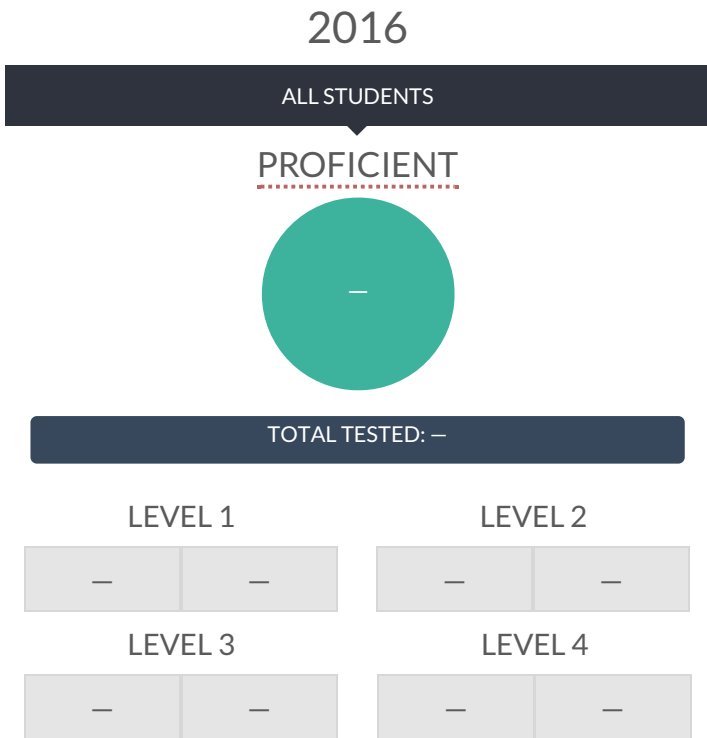 2016
ALL STUDENTS
PROFICIENT
—
TOTAL TESTED: —
LEVEL 1 LEVEL 2
— — — —
LEVEL 3 LEVEL 4
— — — —